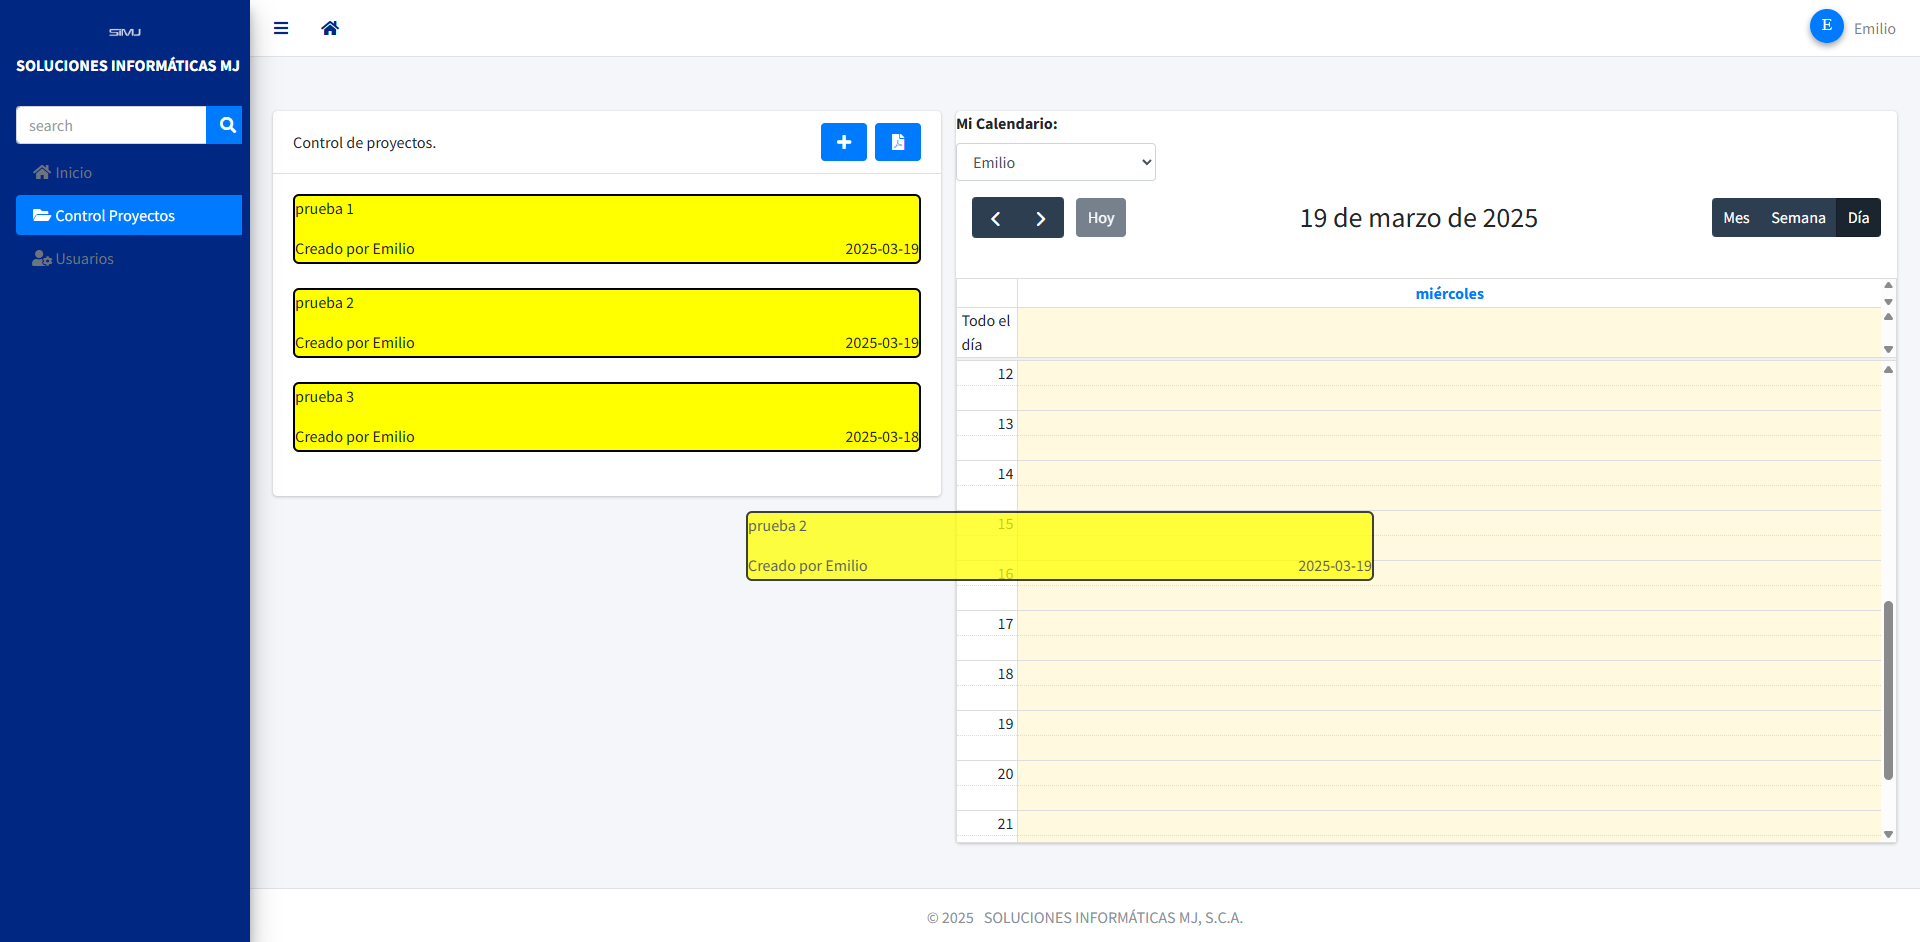 SIMJ
SOLUCIONES INFORMÁTICAS MJ
search
Inicio
Control Proyectos
Usuarios
E Emilio
Control de proyectos.
prueba 1
Creado por Emilio 2025-03-19
prueba 2
Creado por Emilio 2025-03-19
prueba 3
Creado por Emilio 2025-03-18
prueba 2
Creado por Emilio 2025-03-19
Mi Calendario:
Emilio
Hoy
19 de marzo de 2025
Mes Semana Día
miércoles
Todo el
día
12
13
14
15
16
17
18
19
20
21
© 2025 SOLUCIONES INFORMÁTICAS MJ, S.C.A.